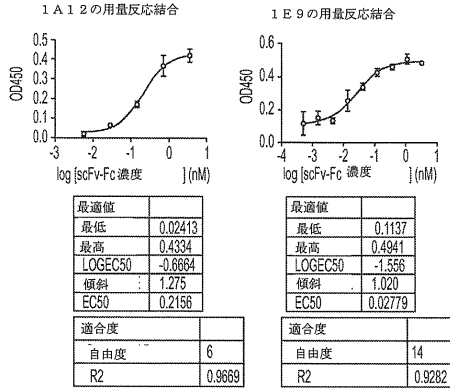 1A12の用量反応結合
OD450
0.5
0.4
0.3
0.2
0.1
0.0
-3 -2 -1 0 1
log [scFv-Fc 濃度 ] (nM)
最適値
最低 0.02413
最高 0.4334
LOGEC50 -0.6664
傾斜 1.275
EC50 0.2156
適合度
自由度 6
R2 0.9669
1E9の用量反応結合
OD450
0.6
0.4
0.2
0.0
-4 -3 -2 -1 0 1
log [scFv-Fc 濃度 ] (nM)
最適値
最低 0.1137
最高 0.4941
LOGEC50 -1.556
傾斜 1.020
EC50 0.02779
適合度
自由度 14
R2 0.9282